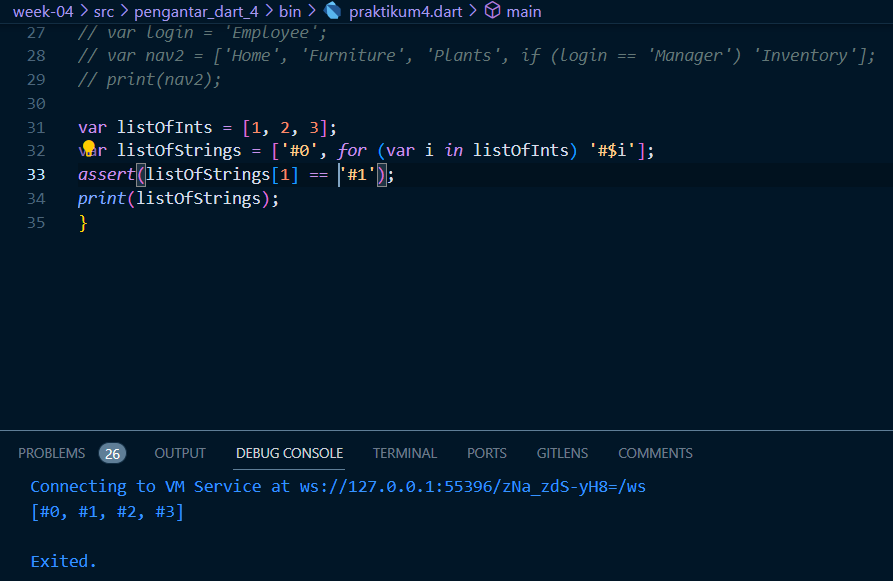 week-04 > src > pengantar_dart_4 > bin > praktikum4.dart > main
27 // var login = 'Employee';
28 // var nav2 = ['Home', 'Furniture', 'Plants', if (login == 'Manager') 'Inventory'];
29 // print(nav2);
30
31 var listOfInts = [1, 2, 3];
32 var listOfStrings = ['#0', for (var i in listOfInts) '#$i'];
33 assert(listOfStrings[1] == '#1');
34 print(listOfStrings);
35 }
PROBLEMS 26 OUTPUT DEBUG CONSOLE TERMINAL PORTS GITLENS COMMENTS
Connecting to VM Service at ws://127.0.0.1:55396/zNa_zdS-yH8=/ws
[#0, #1, #2, #3]
Exited.